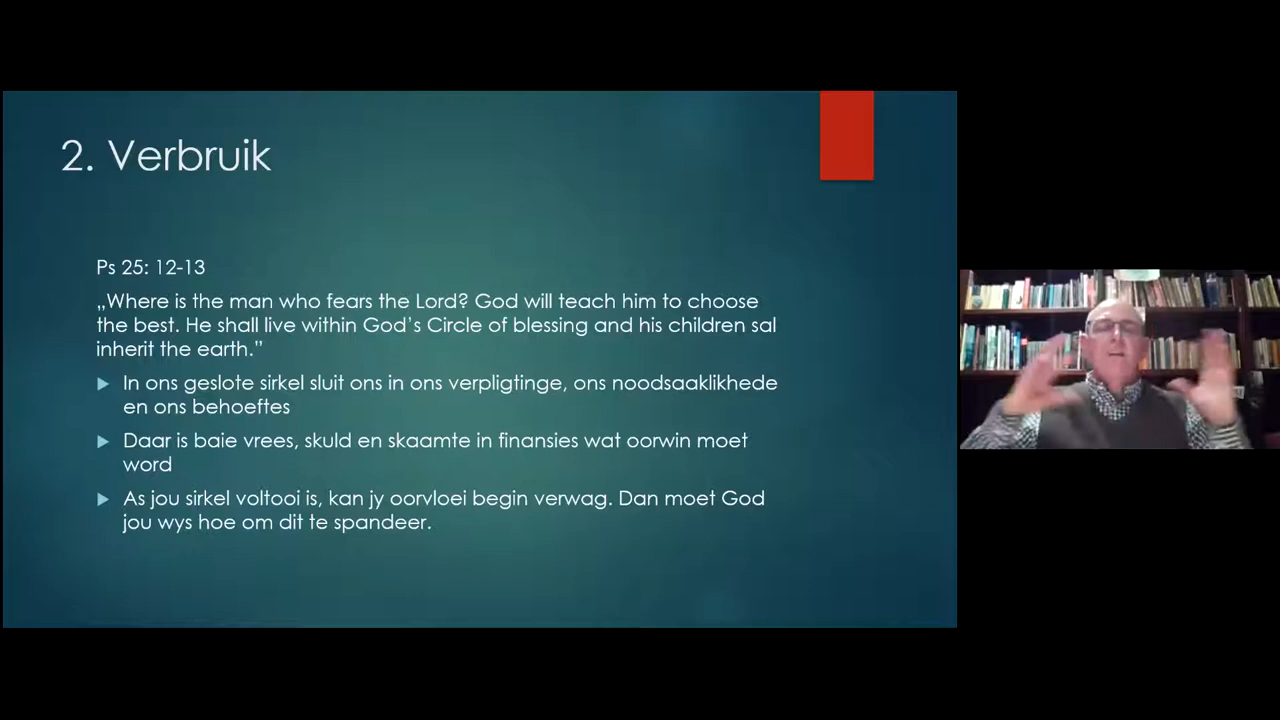 2. Verbruik
Ps 25: 12-13
„Where is the man who fears the Lord? God will teach him to choose
the best. He shall live within God's Circle of blessing and his children sal
inherit the earth.”
In ons geslote sirkel sluit ons in ons verpligtinge, ons noodsaaklikhede
en ons behoeftes
Daar is baie vrees, skuld en skaamte in finansies wat oorwin moet
word
As jou sirkel voltooi is, kan jy oorvloei begin verwag. Dan moet God
jou wys hoe om dit te spandeer.